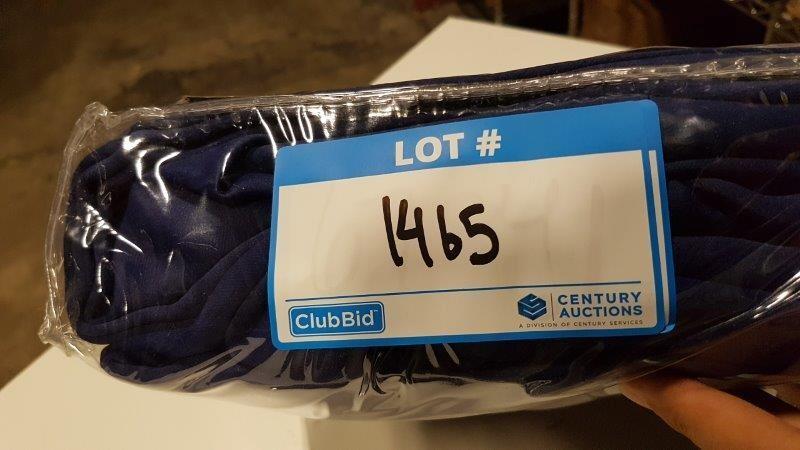 LOT #
1465
ClubBid
CENTURY
AUCTIONS
A DIVISION OF CENTURY SERVICES